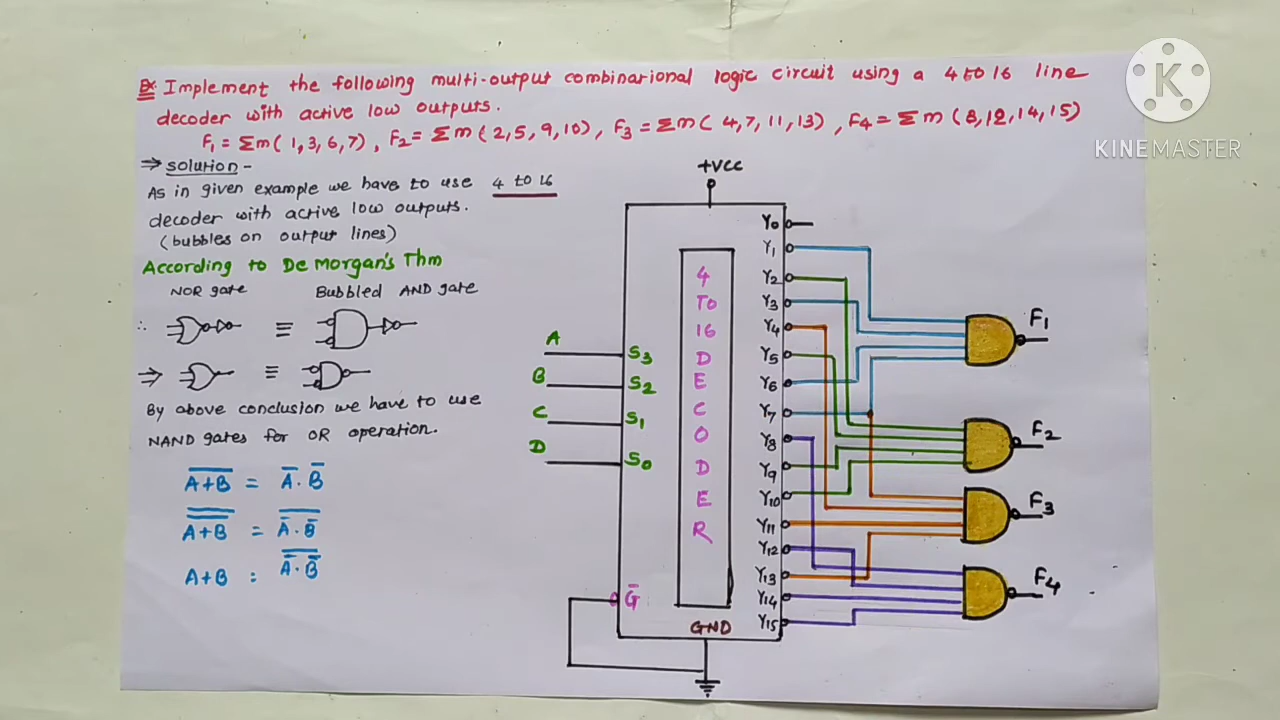 Ex Implement the following multi-output combinarional logic circuit using a 4 to 16 line
decoder with active low outputs.
F₁ = Σm( 1,3,6,7) , F₂ = Σm( 2,5,9,10) , F₃ = Σm( 4,7,11,13) , F₄ = Σm (8,12,14,15)
⇒ solution -
As in given example we have to use 4 to 16
decoder with active low outputs.
(bubbles on output lines)
According to De Morgan's Thm
NOR gate
Bubbled AND gate
∴ ≡
⇒ ≡
By above conclusion we have to use
NAND gates for OR operation.
A̅+̅B̅ = A̅ . B̅
A̿+̿B̿ = A̅̅ .̅ B̅̅
A+B = A̅̅ .̅ B̅̅
+Vcc
4
TO
16
D
E
C
O
D
E
R
A
B
C
D
S₃
S₂
S₁
S₀
G̅
GND
Y₀
Y₁
Y₂
Y₃
Y₄
Y₅
Y₆
Y₇
Y₈
Y₉
Y₁₀
Y₁₁
Y₁₂
Y₁₃
Y₁₄
Y₁₅
F₁
F₂
F₃
F₄
K
KINEMASTER